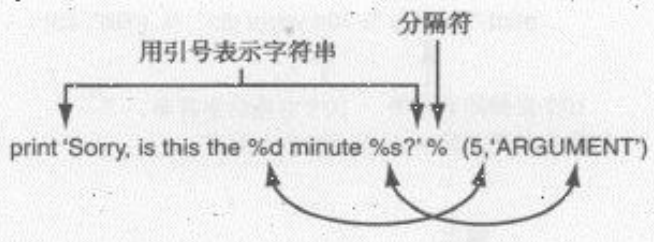 分隔符
用引号表示字符串
print 'Sorry, is this the %d minute %s?' % (5,'ARGUMENT')